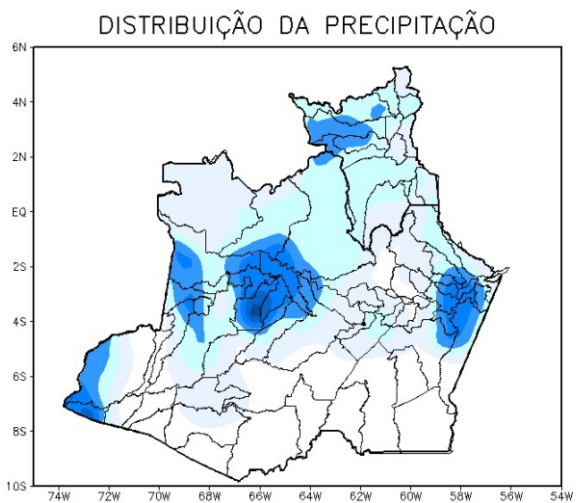 DISTRIBUIÇÃO DA PRECIPITAÇÃO
6N
4N
2N
EQ
2S
4S
6S
8S
10S
74W 72W 70W 68W 66W 64W 62W 60W 58W 56W 54W